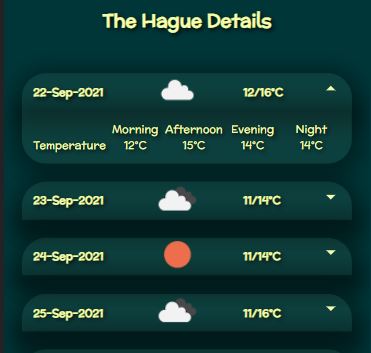 The Hague Details
22-Sep-2021 12/16°C
Morning Afternoon Evening Night
Temperature 12°C 15°C 14°C 14°C
23-Sep-2021 11/14°C
24-Sep-2021 11/14°C
25-Sep-2021 11/16°C